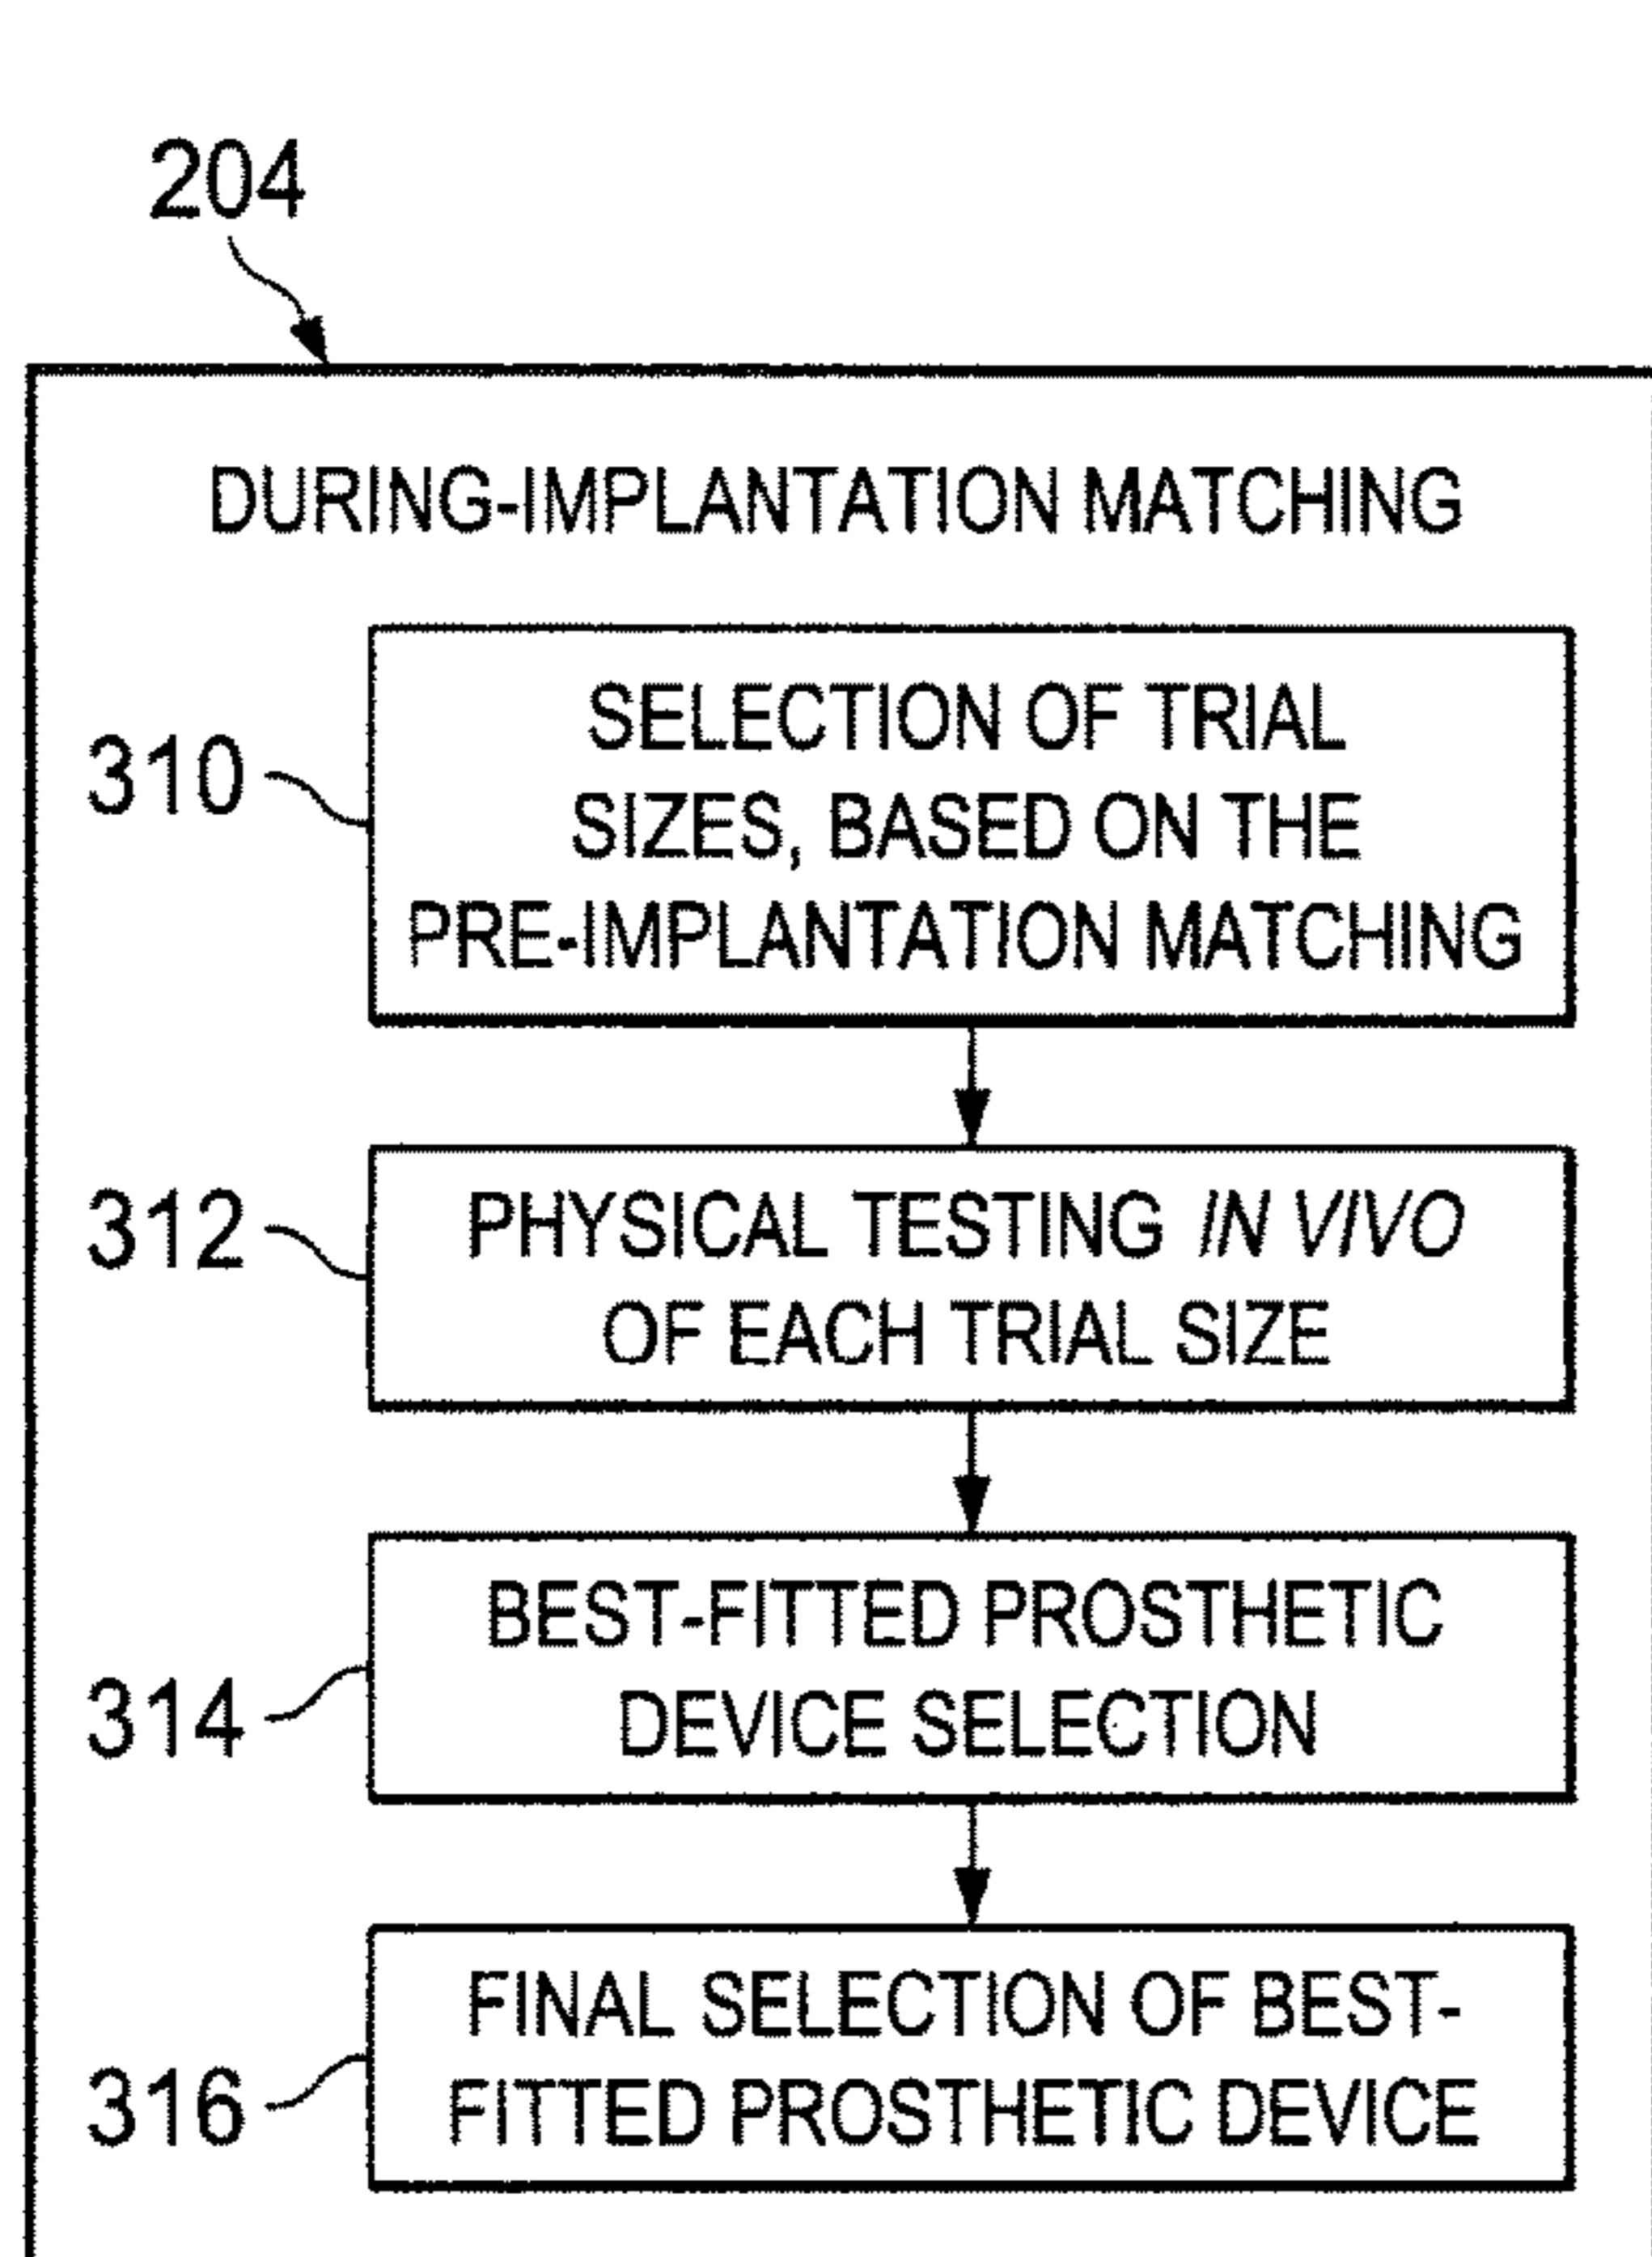 204
DURING-IMPLANTATION MATCHING
310
SELECTION OF TRIAL
SIZES, BASED ON THE
PRE-IMPLANTATION MATCHING
312
PHYSICAL TESTING IN VIVO
OF EACH TRIAL SIZE
314
BEST-FITTED PROSTHETIC
DEVICE SELECTION
316
FINAL SELECTION OF BEST-
FITTED PROSTHETIC DEVICE